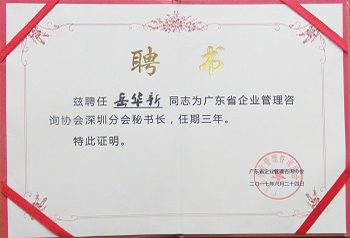 聘书
兹聘任 岳华新 同志为广东省企业管理咨
询协会深圳分会秘书长，任期三年。
特此证明。
广东省企业管理咨询协会
二〇一七年六月二十四日